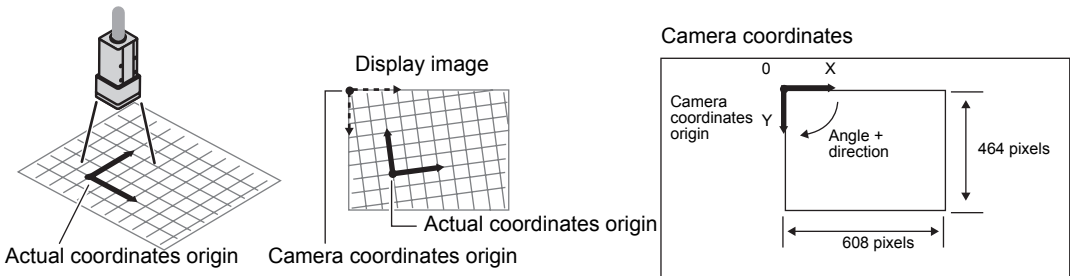 Actual coordinates origin
Display image
Actual coordinates origin
Camera coordinates origin
Camera coordinates
0 X
Camera
coordinates
origin
Y
Angle +
direction
464 pixels
608 pixels